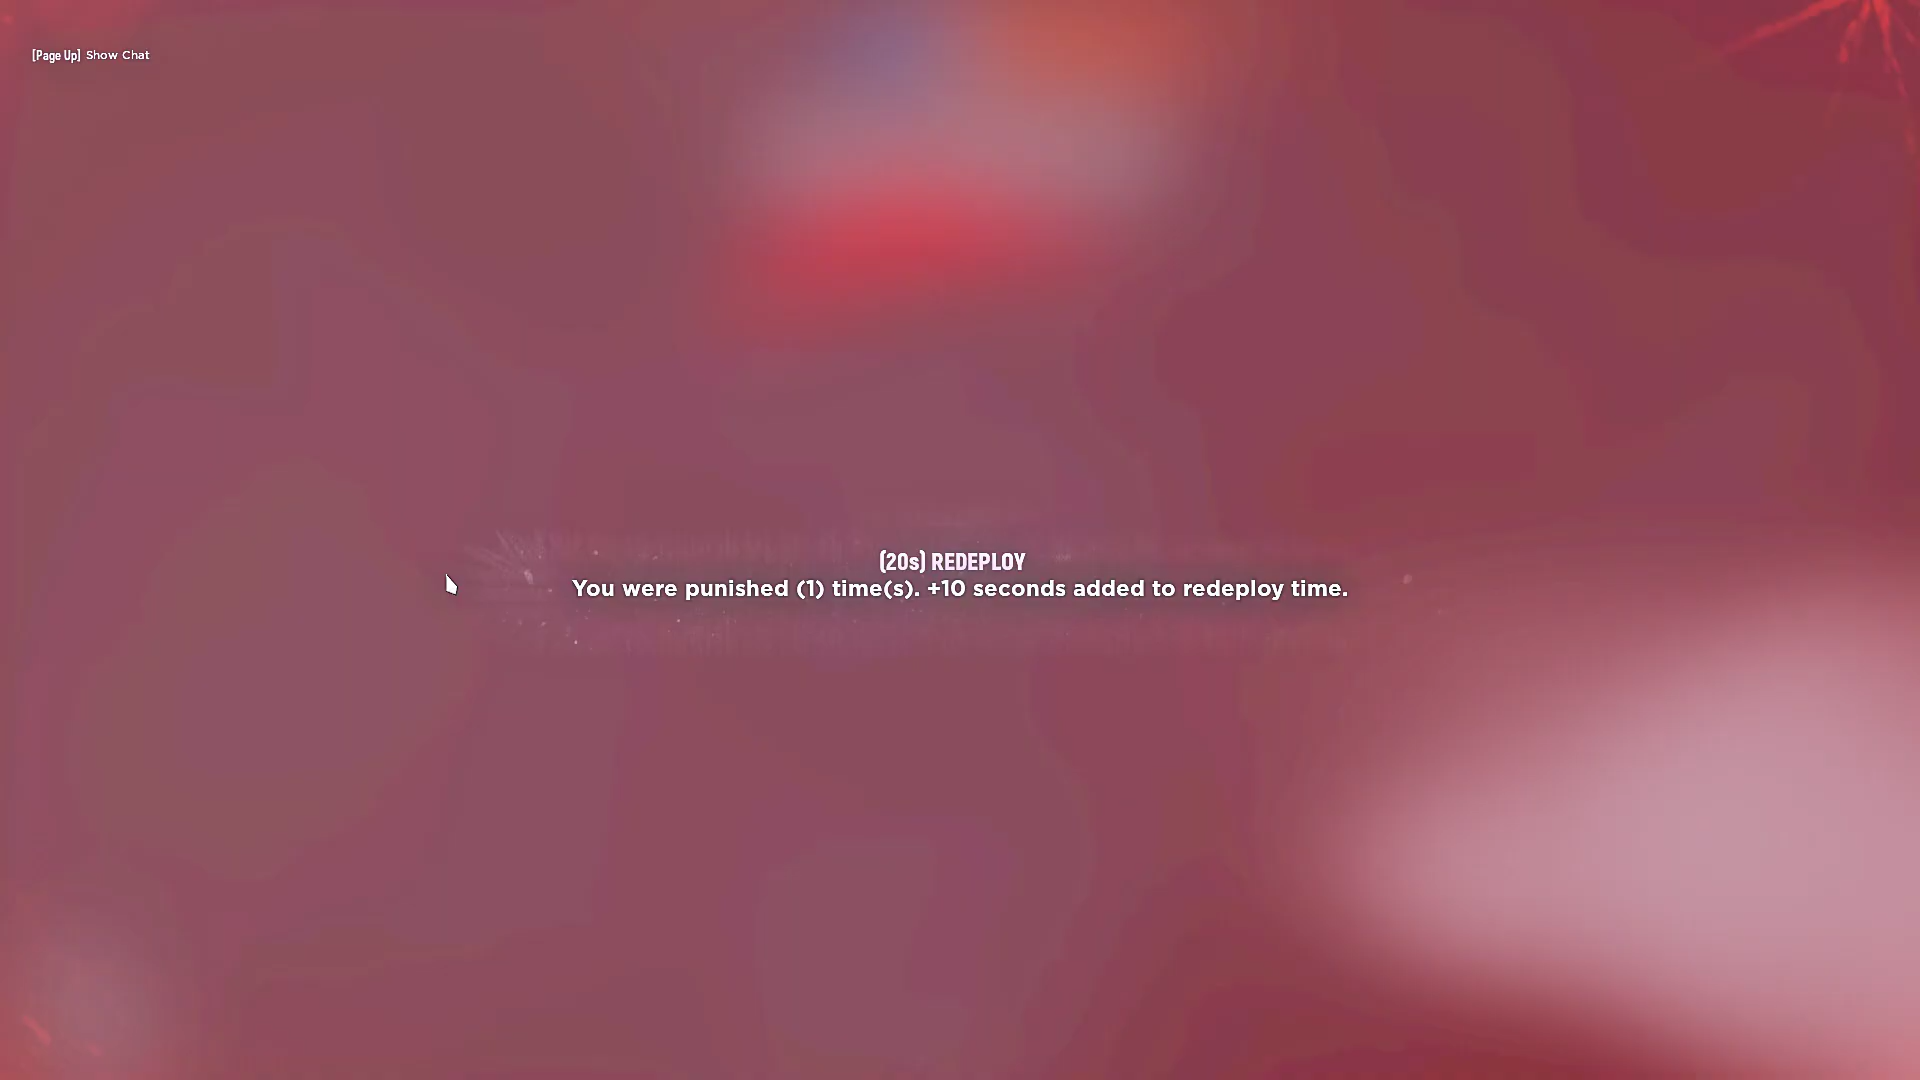 [Page Up] Show Chat
(20s) REDEPLOY
You were punished (1) time(s). +10 seconds added to redeploy time.